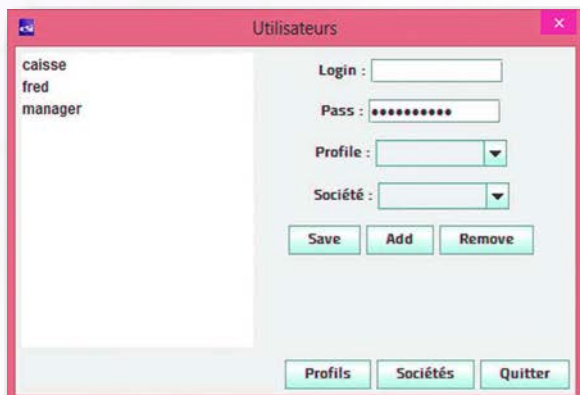 Utilisateurs
caisse
fred
manager
Login :
Pass : ••••••••••
Profile :
Société :
Save Add Remove
Profils Sociétés Quitter